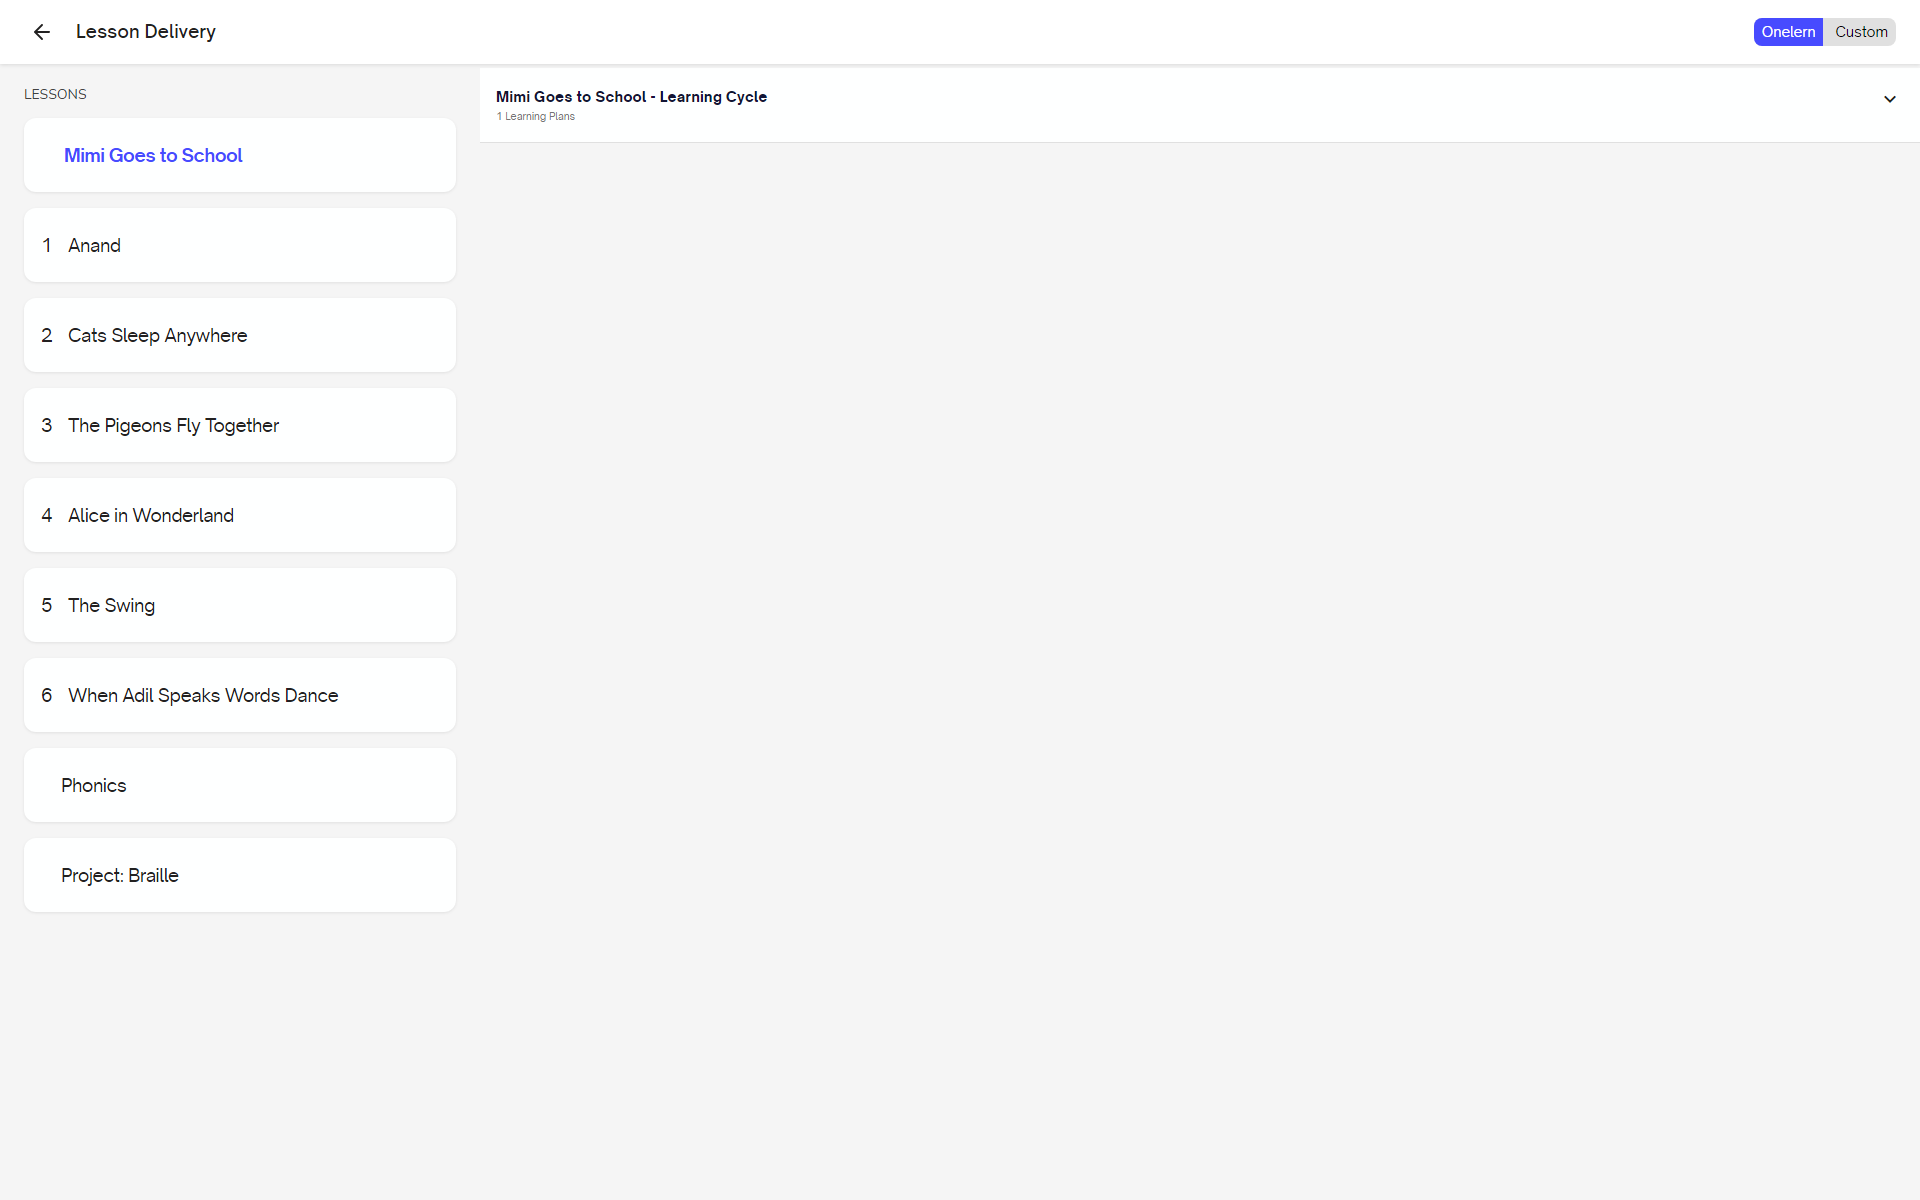 Lesson Delivery
Onelern
Custom
LESSONS
Mimi Goes to School
1 Anand
2 Cats Sleep Anywhere
3 The Pigeons Fly Together
4 Alice in Wonderland
5 The Swing
6 When Adil Speaks Words Dance
Phonics
Project: Braille
Mimi Goes to School - Learning Cycle
1 Learning Plans